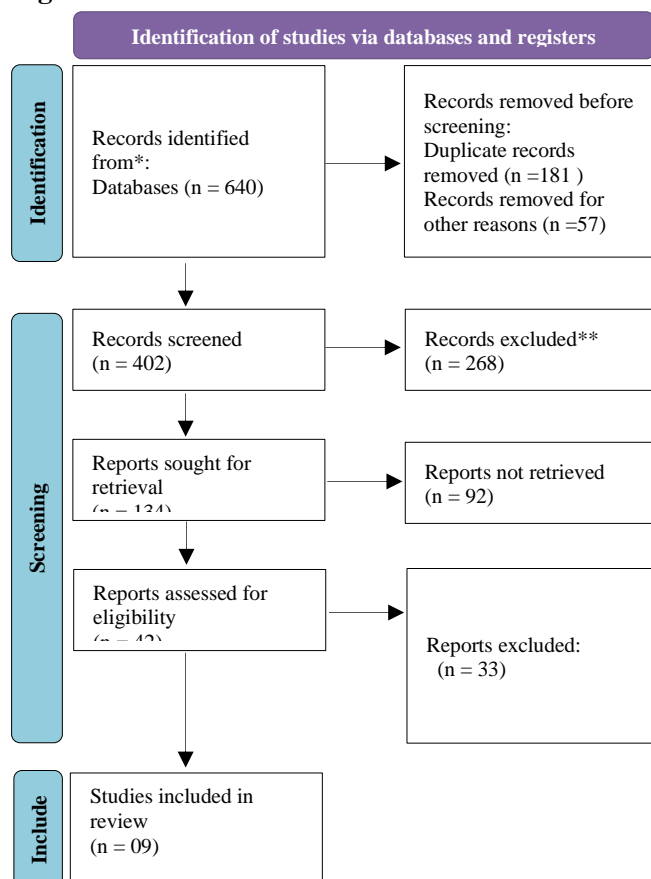 Identification of studies via databases and registers
Identification
Records identified
from*:
Databases (n = 640)
Records removed before
screening:
Duplicate records
removed (n =181 )
Records removed for
other reasons (n =57)
Screening
Records screened
(n = 402)
Records excluded**
(n = 268)
Reports sought for
retrieval
(n = 134)
Reports not retrieved
(n = 92)
Reports assessed for
eligibility
(n = 42)
Reports excluded:
(n = 33)
Include
Studies included in
review
(n = 09)